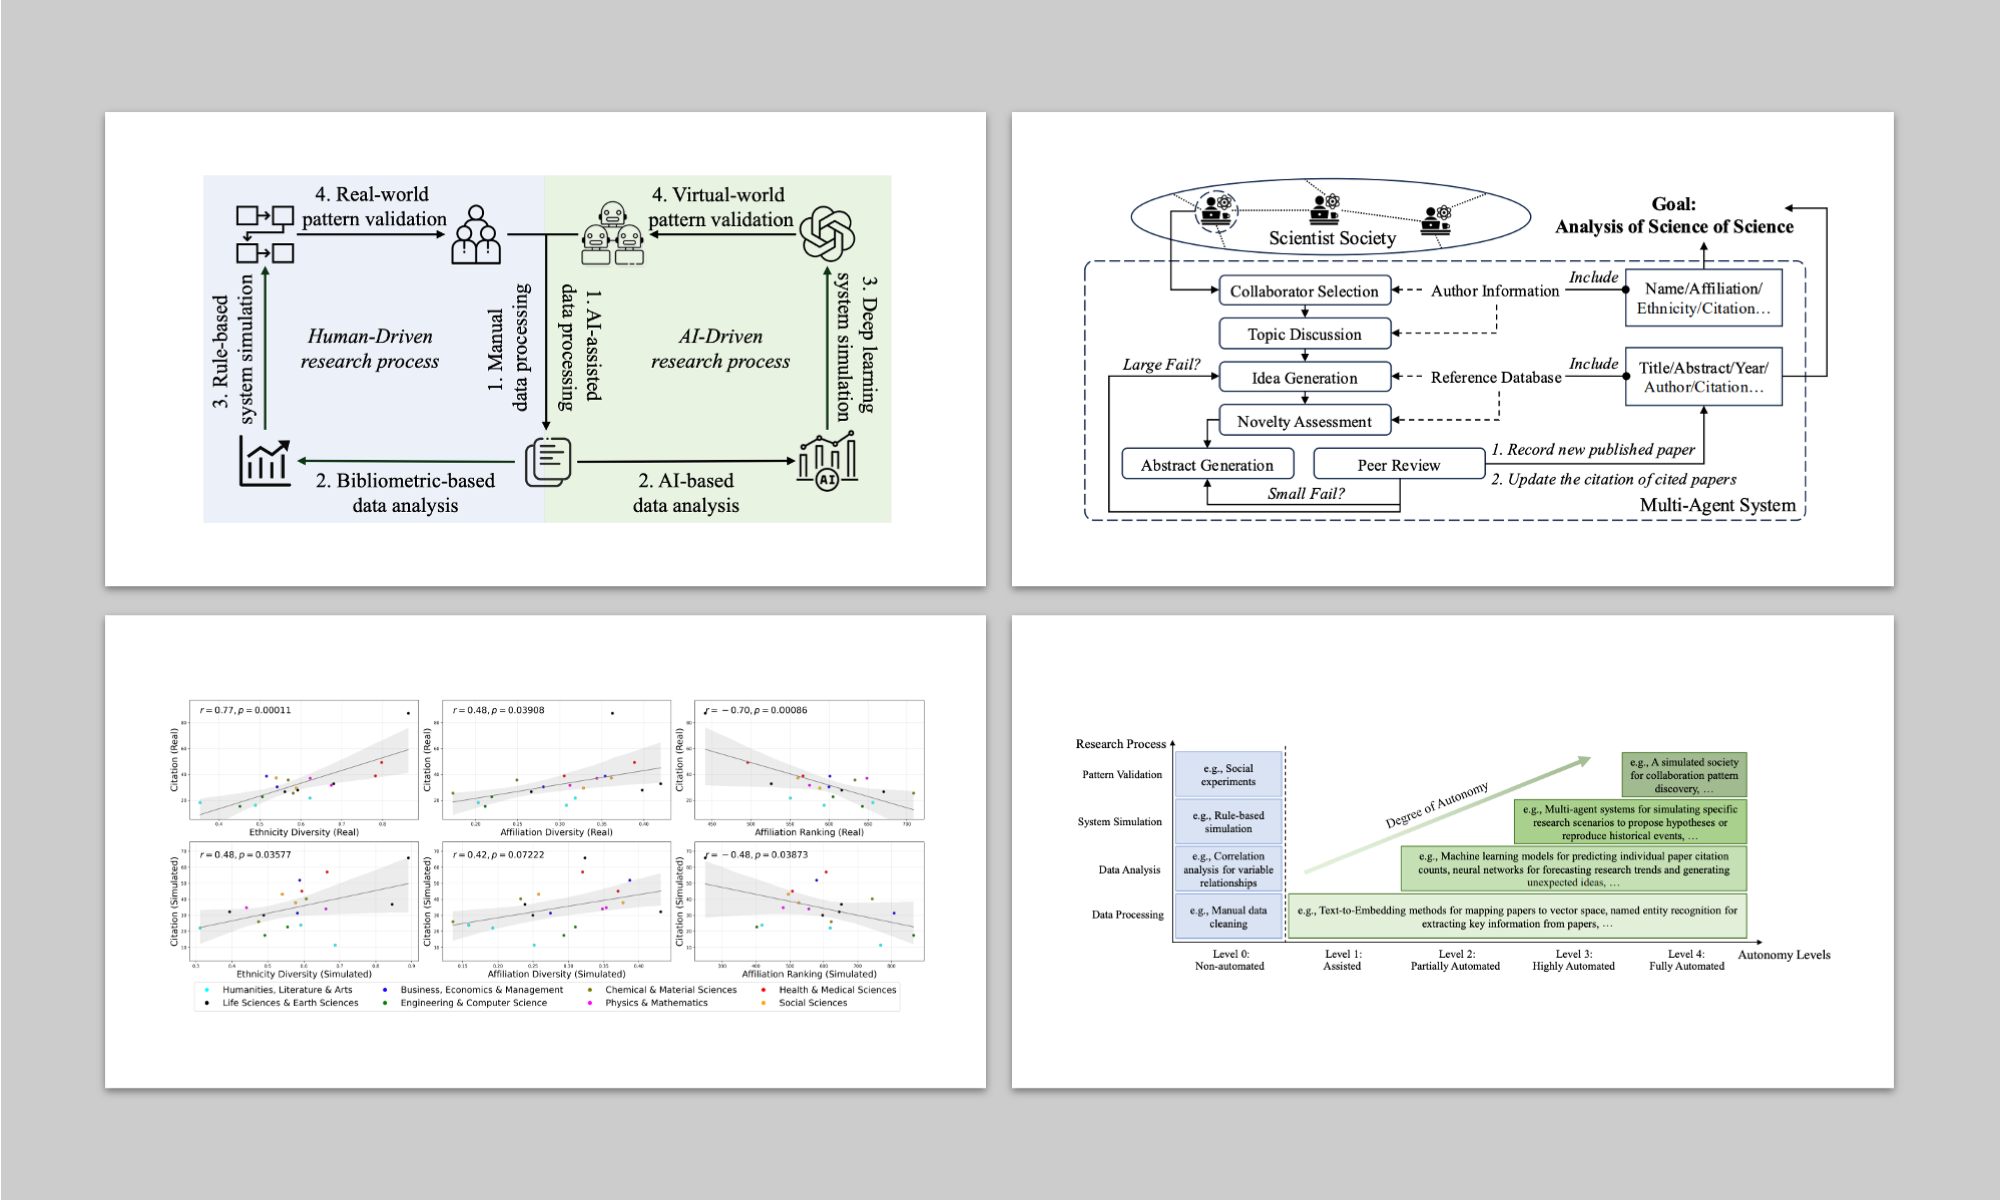 4. Real-world
pattern validation
4. Virtual-world
pattern validation
3. Rule-based
system simulation
Human-Driven
research process
1. Manual
data processing
1. AI-assisted
data processing
AI-Driven
research process
3. Deep learning
system simulation
AI
2. Bibliometric-based
data analysis
2. AI-based
data analysis
Scientist Society
Goal:
Analysis of Science of Science
Collaborator Selection
Author Information
Include
Name/Affiliation/
Ethnicity/Citation…
Topic Discussion
Large Fail?
Idea Generation
Reference Database
Include
Title/Abstract/Year/
Author/Citation…
Novelty Assessment
Abstract Generation
Peer Review
1. Record new published paper
2. Update the citation of cited papers
Small Fail?
Multi-Agent System
r = 0.77, p = 0.00011
Citation (Real)
Ethnicity Diversity (Real)
r = 0.48, p = 0.03908
Citation (Real)
Affiliation Diversity (Real)
r = − 0.70, p = 0.00086
Citation (Real)
Affiliation Ranking (Real)
r = 0.48, p = 0.03577
Citation (Simulated)
Ethnicity Diversity (Simulated)
r = 0.42, p = 0.07222
Citation (Simulated)
Affiliation Diversity (Simulated)
r = − 0.48, p = 0.03873
Citation (Simulated)
Affiliation Ranking (Simulated)
Humanities, Literature & Arts
Business, Economics & Management
Chemical & Material Sciences
Health & Medical Sciences
Life Sciences & Earth Sciences
Engineering & Computer Science
Physics & Mathematics
Social Sciences
Research Process
Pattern Validation
e.g., Social
experiments
e.g., A simulated society
for collaboration pattern
discovery, …
Degree of Autonomy
System Simulation
e.g., Rule-based
simulation
e.g., Multi-agent systems for simulating specific
research scenarios to propose hypotheses or
reproduce historical events, …
Data Analysis
e.g., Correlation
analysis for variable
relationships
e.g., Machine learning models for predicting individual paper citation
counts, neural networks for forecasting research trends and generating
unexpected ideas, …
Data Processing
e.g., Manual data
cleaning
e.g., Text-to-Embedding methods for mapping papers to vector space, named entity recognition for
extracting key information from papers, …
Level 0:
Non-automated
Level 1:
Assisted
Level 2:
Partially Automated
Level 3:
Highly Automated
Level 4:
Fully Automated
Autonomy Levels